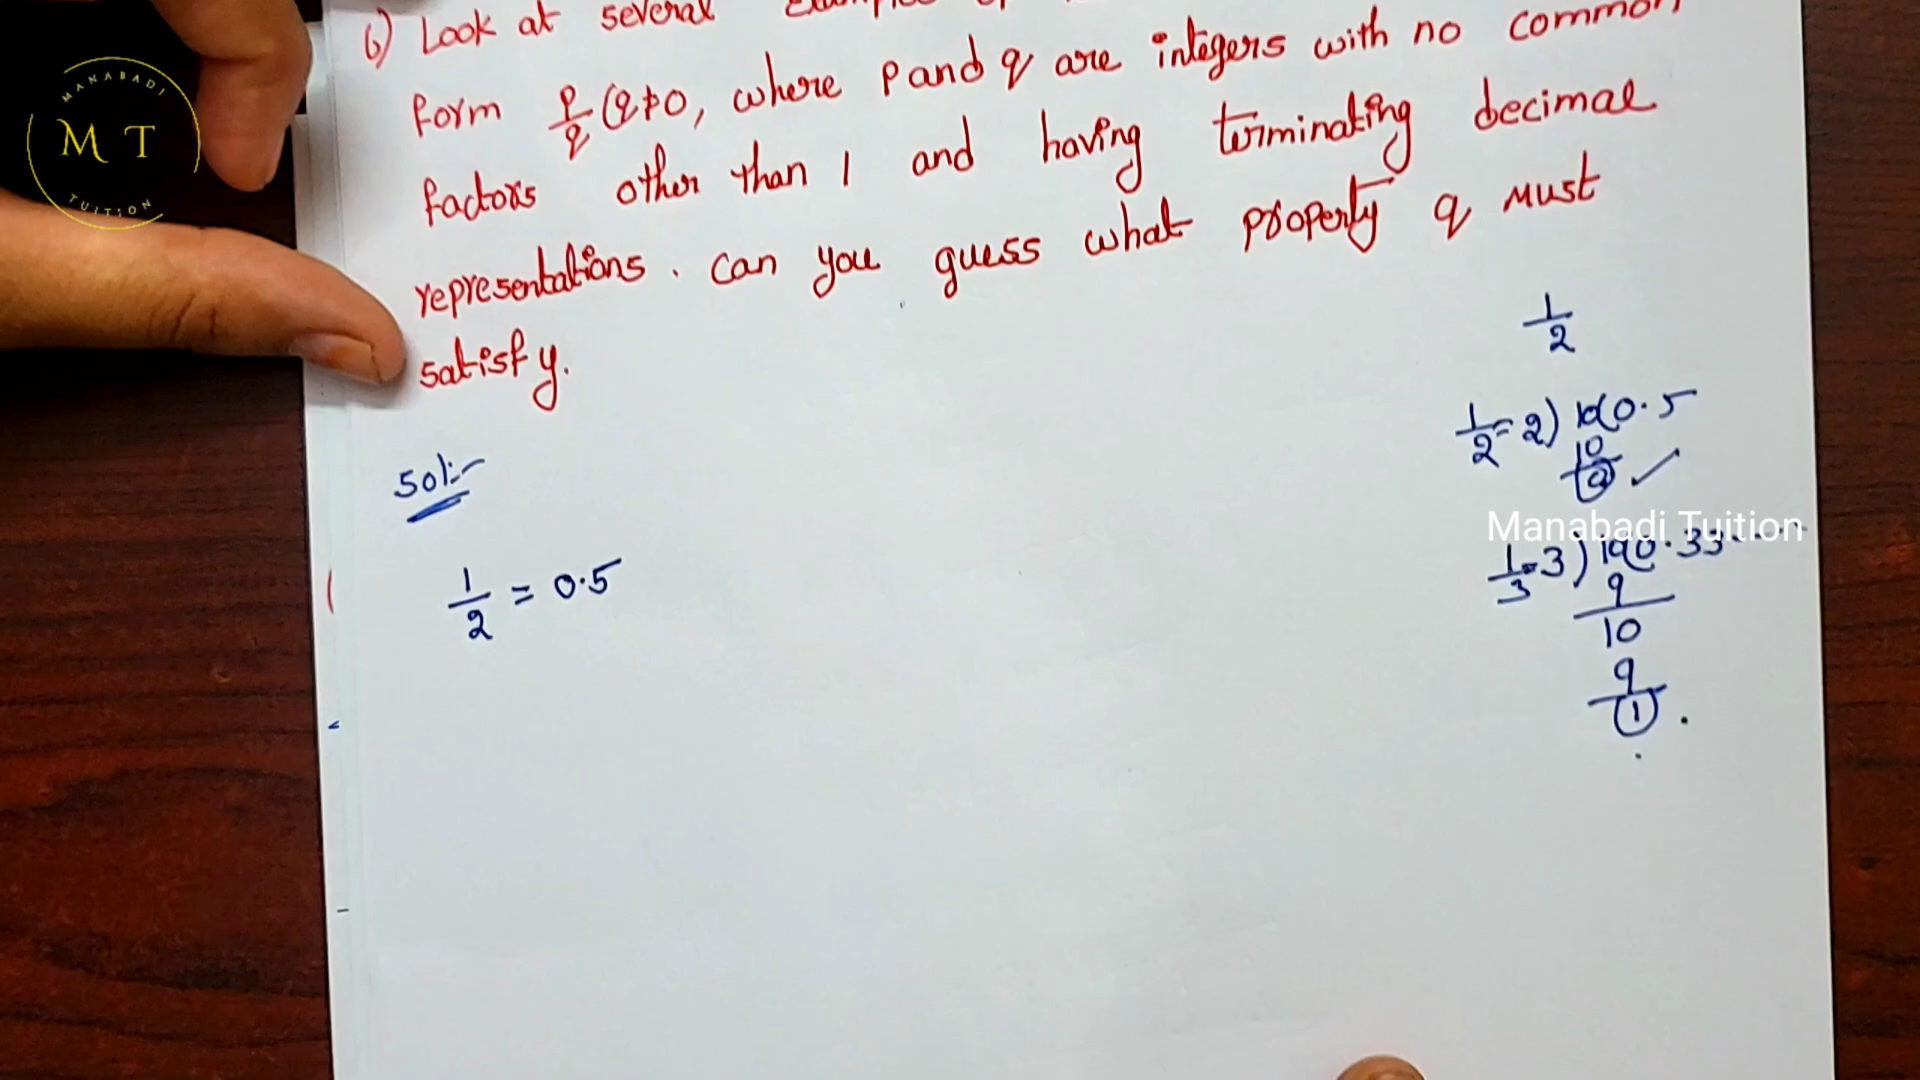 MANABADI
M T
TUITION
6) Look at several examples of
form p/q (q≠0, where p and q are integers with no common
factors other than 1 and having terminating decimal
representations. can you guess what property q must
satisfy.
Sol:-
1/2 = 0.5
1/2
1/2 = 2) 10(0.5
10
0 ✓
Manabadi Tuition
1/3 = 3) 10(0.33----
9
10
9
1